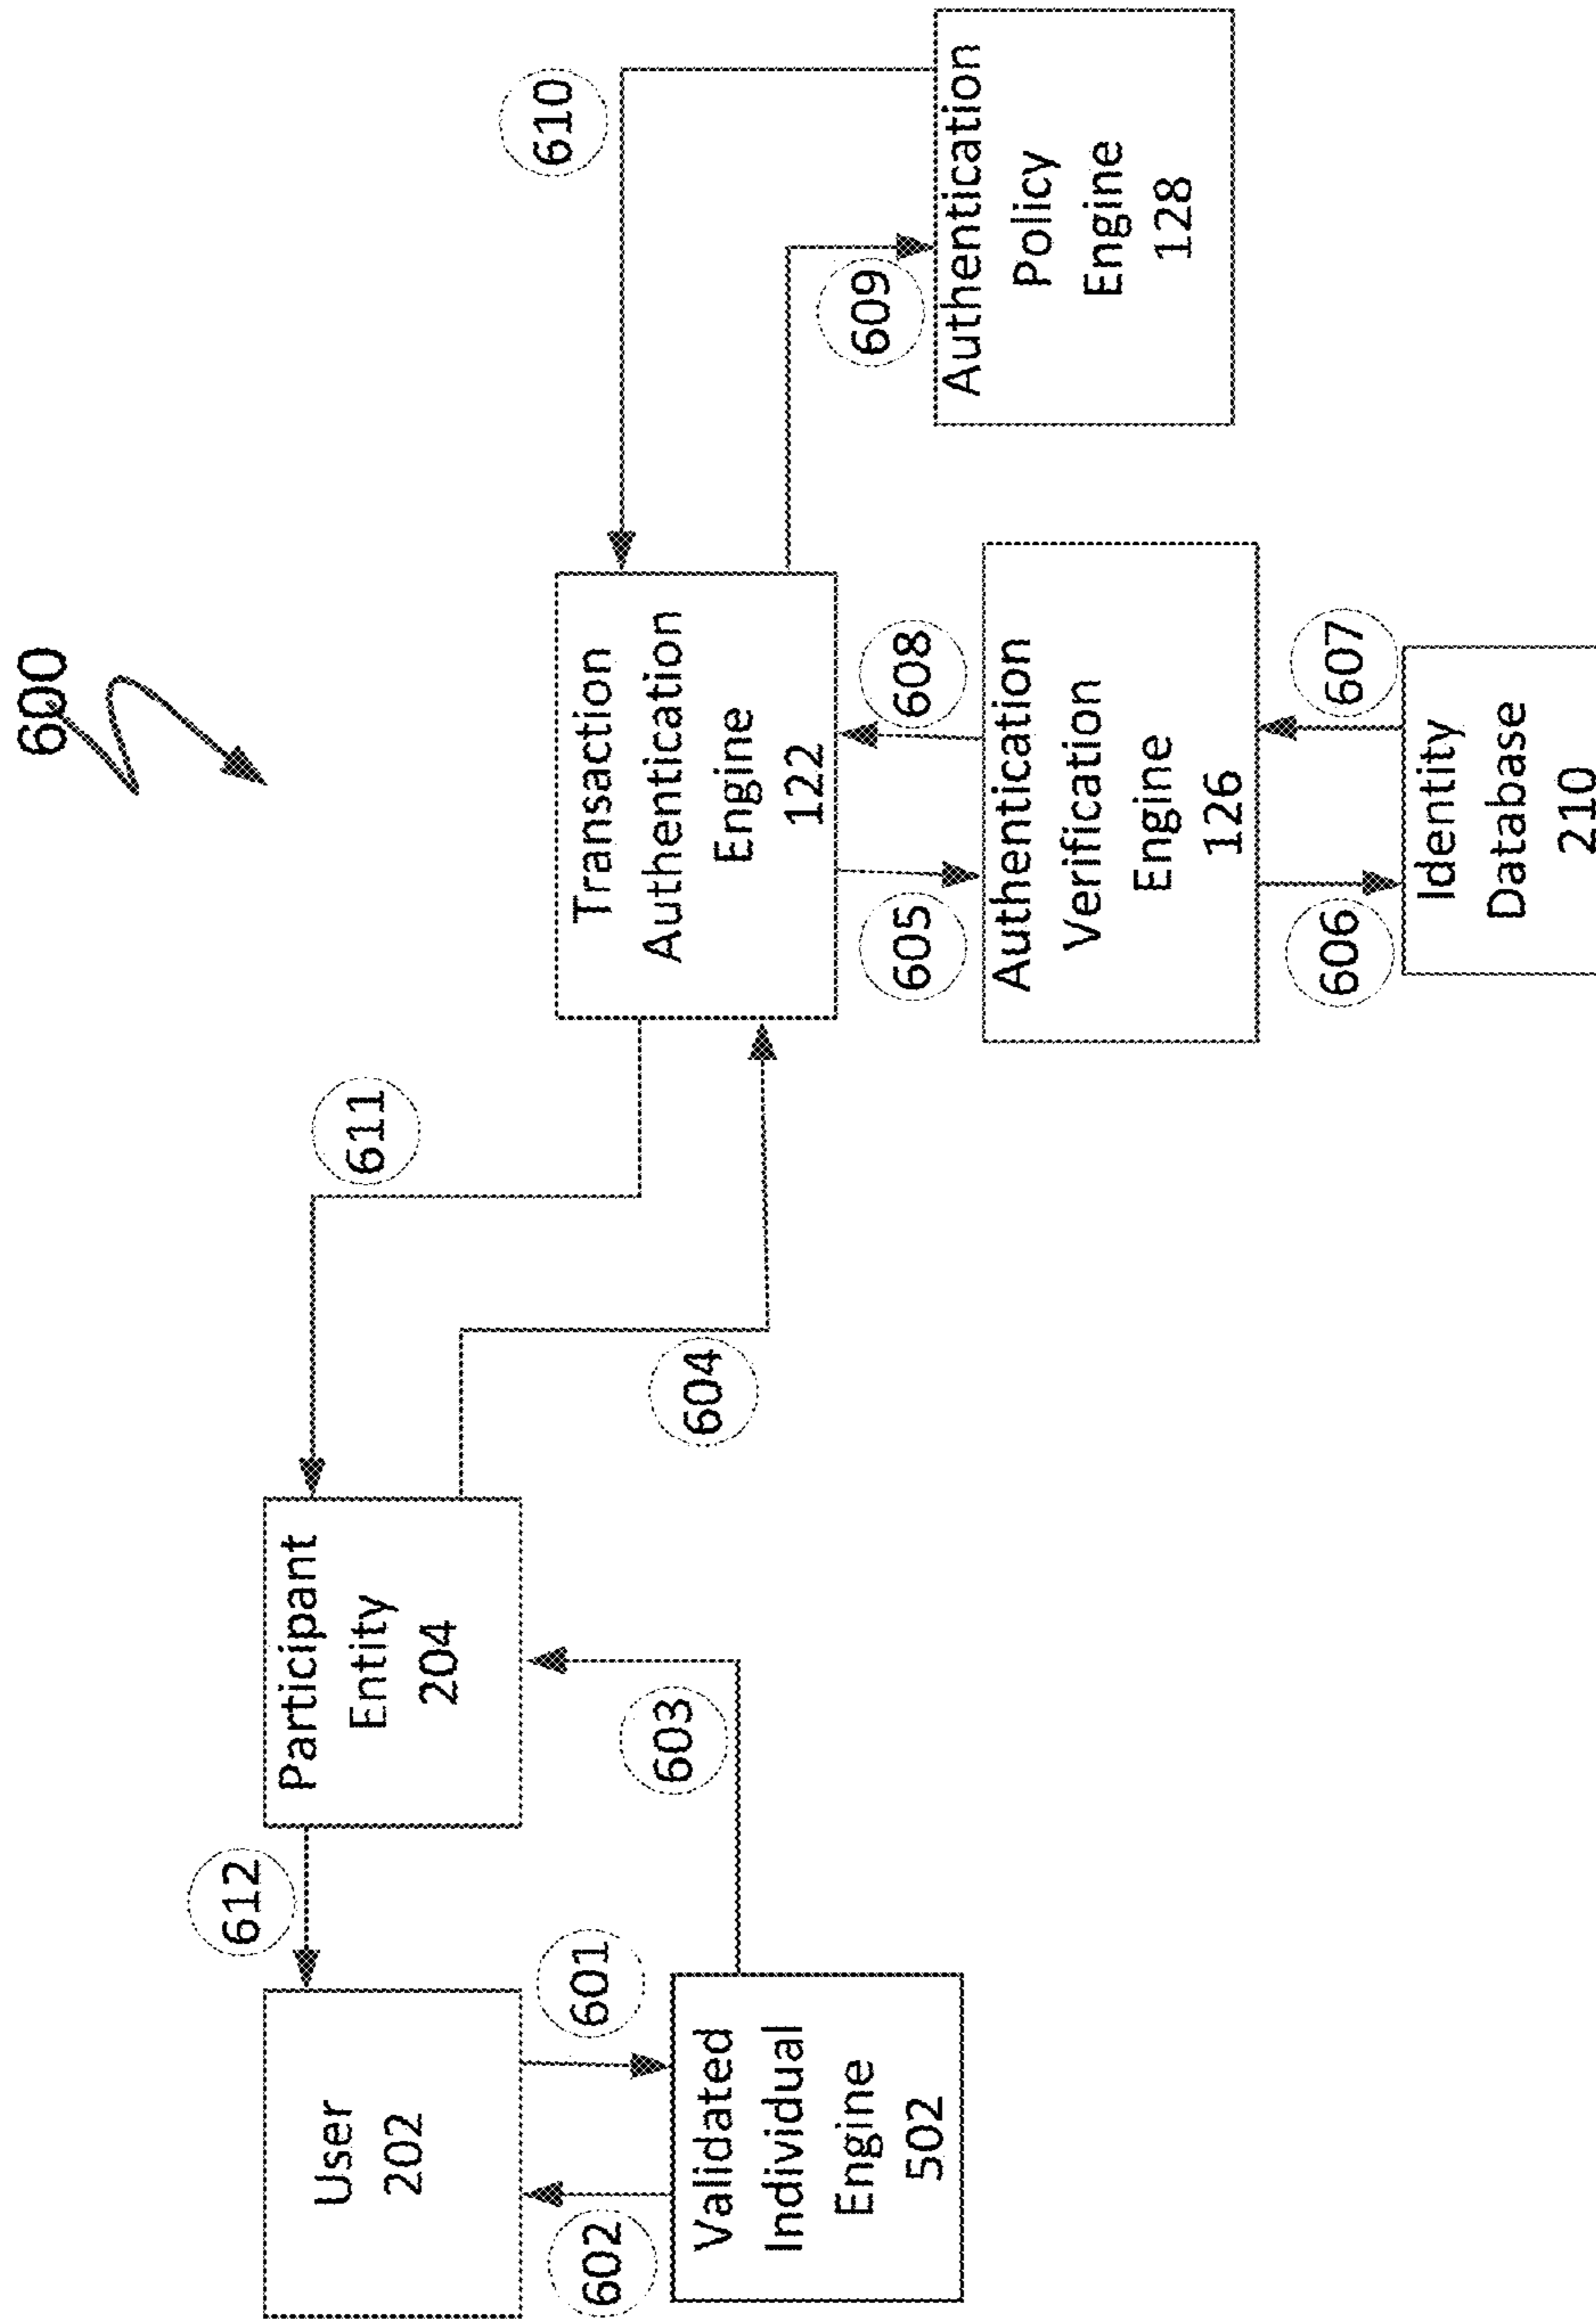 600
User
202
612
Participant
Entity
204
611
Transaction
Authentication
Engine
122
610
602
601
603
604
605
608
609
Validated
Individual
Engine
502
Authentication
Verification
Engine
126
Authentication
Policy
Engine
128
606
607
Identity
Database
210